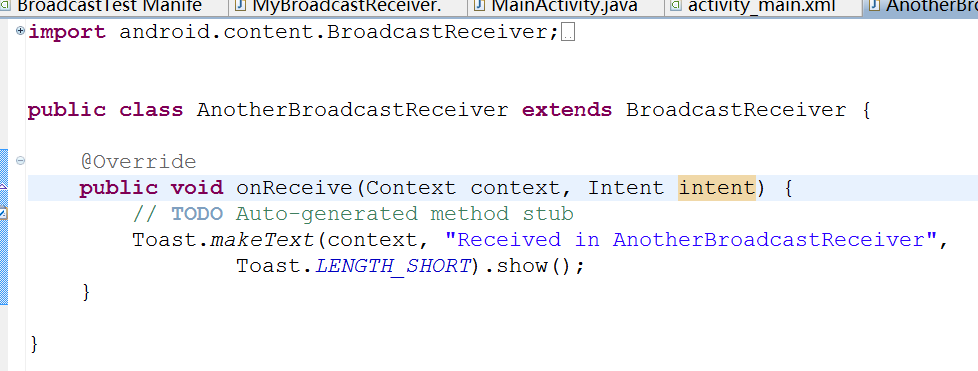 BroadcastTest Manife MyBroadcastReceiver. MainActivity.java activity_main.xml AnotherBro
import android.content.BroadcastReceiver;
public class AnotherBroadcastReceiver extends BroadcastReceiver {
@Override
public void onReceive(Context context, Intent intent) {
// TODO Auto-generated method stub
Toast.makeText(context, "Received in AnotherBroadcastReceiver",
Toast.LENGTH_SHORT).show();
}
}